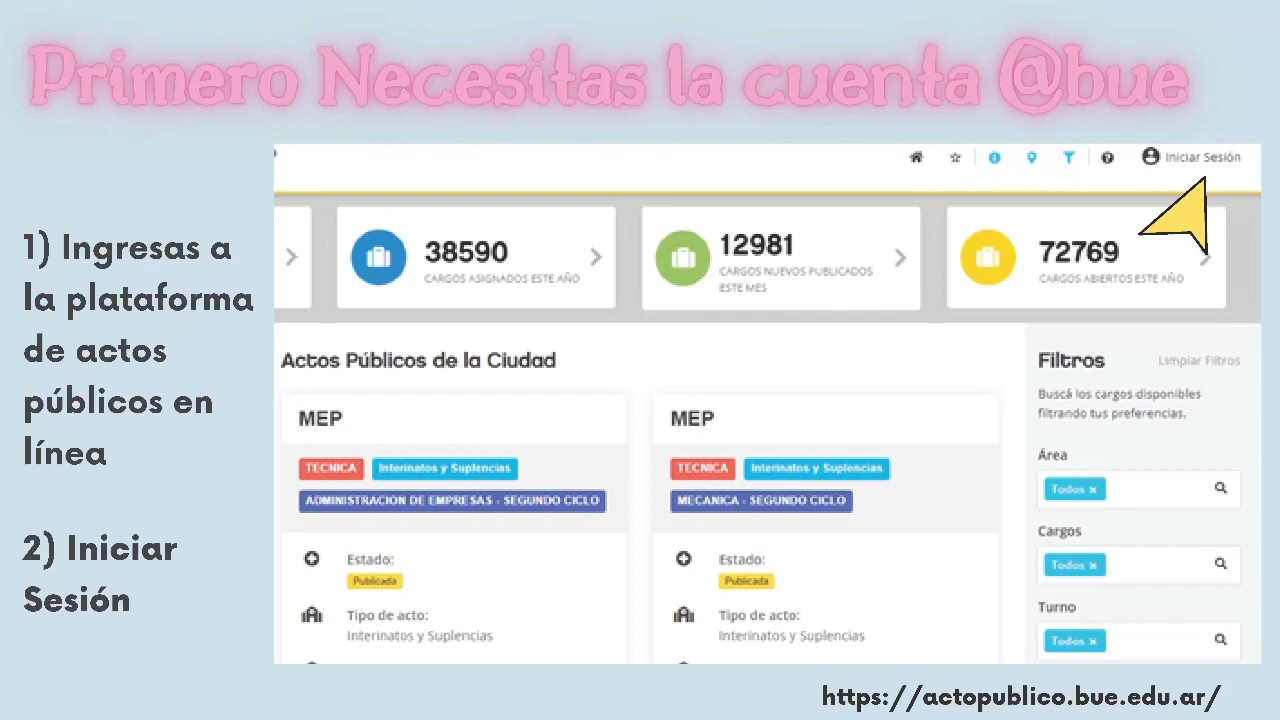 Primero Necesitas la cuenta @bue
Iniciar Sesión
1) Ingresas a
la plataforma
de actos
públicos en
línea
2) Iniciar
Sesión
38590
CARGOS ASIGNADOS ESTE AÑO
12981
CARGOS NUEVOS PUBLICADOS
ESTE MES
72769
CARGOS ABIERTOS ESTE AÑO
Actos Públicos de la Ciudad
MEP
TECNICA Interinatos y Suplencias
ADMINISTRACION DE EMPRESAS - SEGUNDO CICLO
Estado:
Publicada
Tipo de acto:
Interinatos y Suplencias
MEP
TECNICA Interinatos y Suplencias
MECANICA - SEGUNDO CICLO
Estado:
Publicada
Tipo de acto:
Interinatos y Suplencias
Filtros Limpiar Filtros
Buscá los cargos disponibles
filtrando tus preferencias.
Área
Todos x
Cargos
Todos x
Turno
Todos x
https://actopublico.bue.edu.ar/